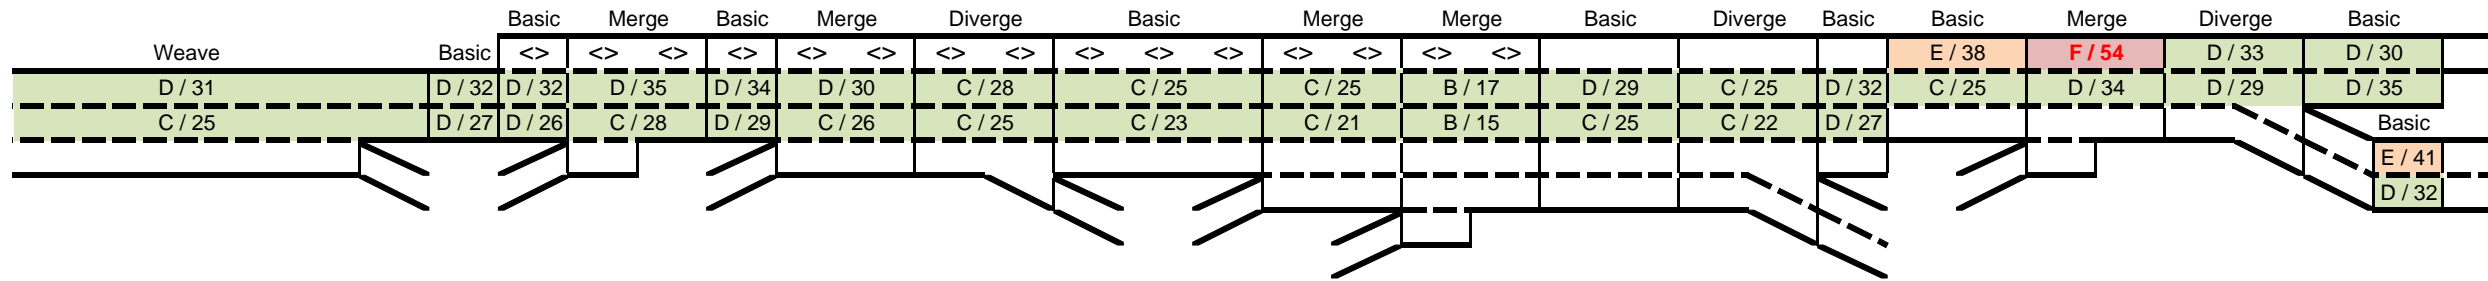 Basic Merge Basic Merge Diverge Basic Merge Merge Basic Diverge Basic Basic Merge Diverge Basic
Weave Basic <> <> <> <> <> <> <> <> <> <> <> <> <> <> <> E / 38 F / 54 D / 33 D / 30
D / 31 D / 32 D / 32 D / 35 D / 34 D / 30 C / 28 C / 25 C / 25 B / 17 D / 29 C / 25 D / 32 C / 25 D / 34 D / 29 D / 35
C / 25 D / 27 D / 26 C / 28 D / 29 C / 26 C / 25 C / 23 C / 21 B / 15 C / 25 C / 22 D / 27 Basic
E / 41
D / 32